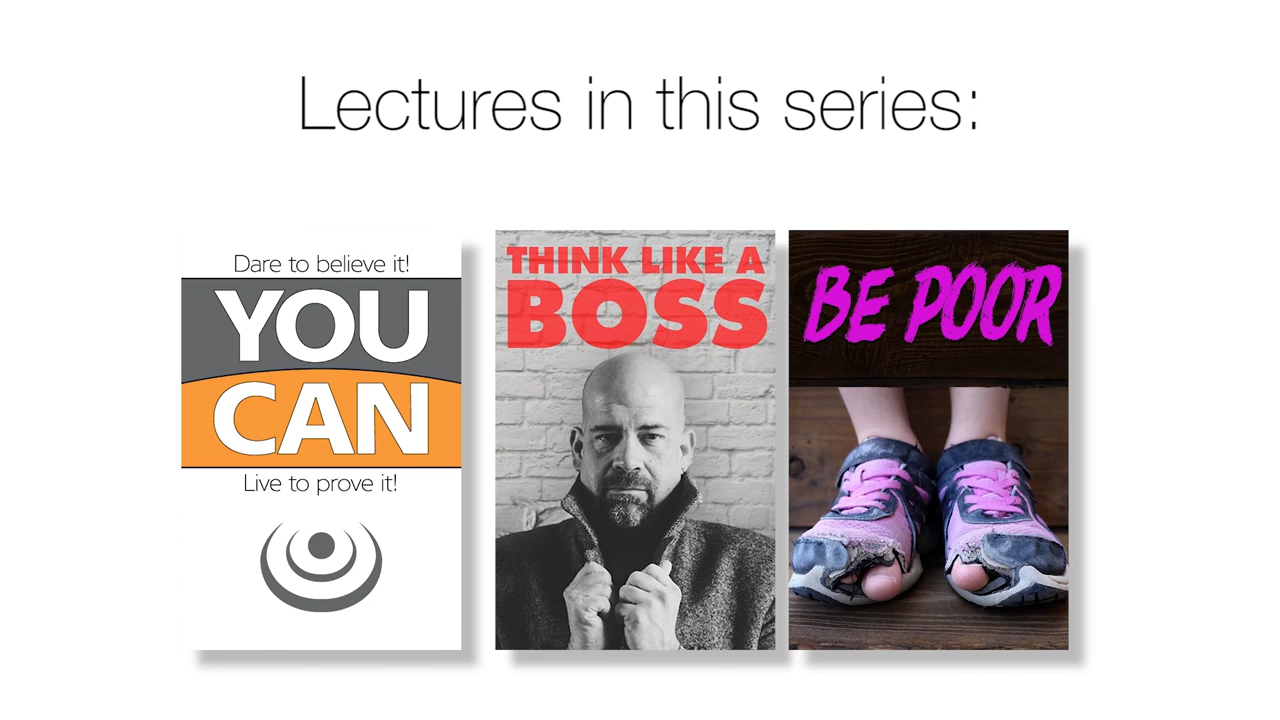 Lectures in this series:
Dare to believe it!
YOU
CAN
Live to prove it!
THINK LIKE A
BOSS
BE POOR